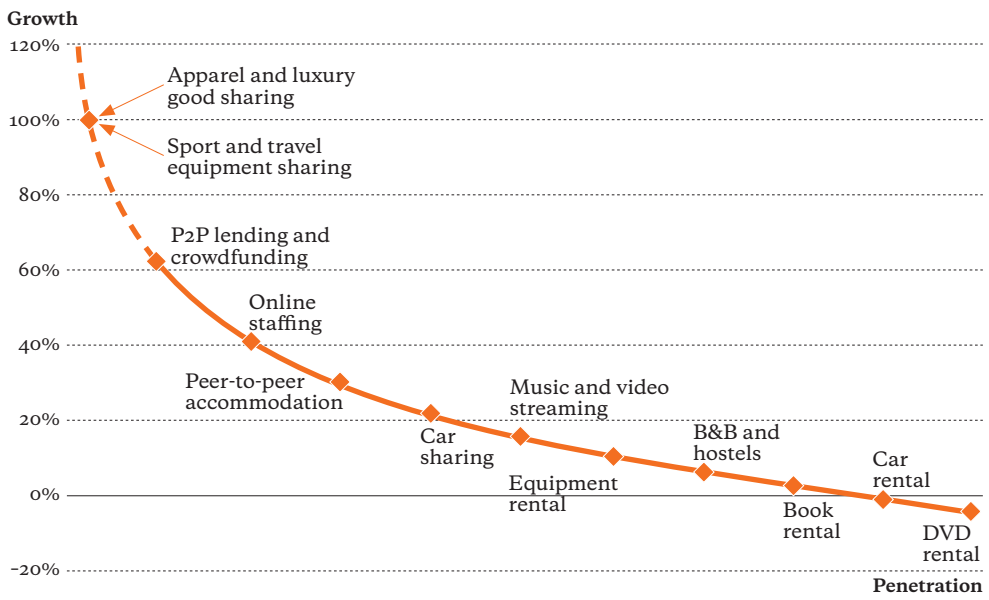 Growth
120%
Apparel and luxury
good sharing
100%
Sport and travel
equipment sharing
80%
P2P lending and
crowdfunding
60%
Online
staffing
40%
Peer-to-peer
accommodation
Music and video
streaming
20%
Car
sharing
B&B and
hostels
Equipment
rental
Car
rental
0%
Book
rental
DVD
rental
-20%
Penetration